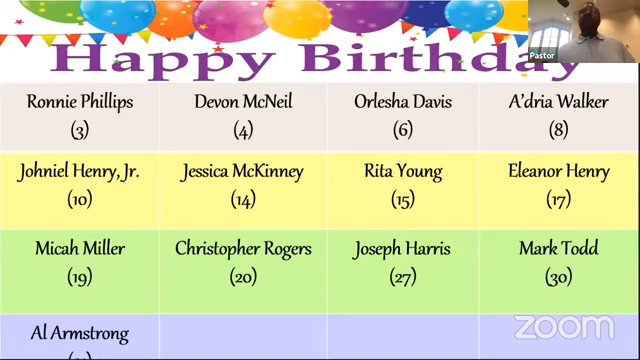 Happy Birthday
Pastor
Ronnie Phillips
(3)
Devon McNeil
(4)
Orlesha Davis
(6)
A'dria Walker
(8)
Johniel Henry, Jr.
(10)
Jessica McKinney
(14)
Rita Young
(15)
Eleanor Henry
(17)
Micah Miller
(19)
Christopher Rogers
(20)
Joseph Harris
(27)
Mark Todd
(30)
Al Armstrong
zoom